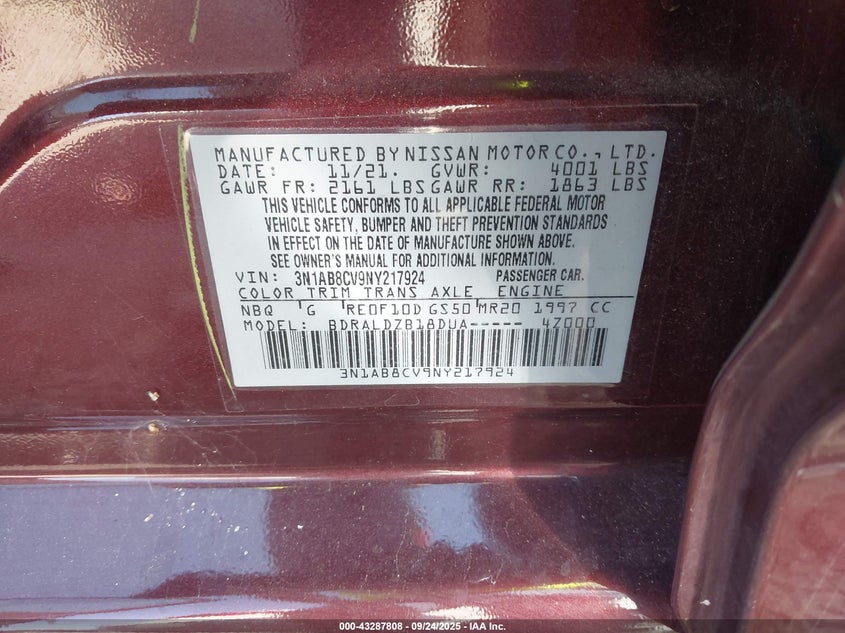 MANUFACTURED BY NISSAN MOTOR CO., LTD.
DATE: 11/21. GVWR: 4001 LBS
GAWR FR: 2161 LBS GAWR RR: 1863 LBS
THIS VEHICLE CONFORMS TO ALL APPLICABLE FEDERAL MOTOR
VEHICLE SAFETY, BUMPER AND THEFT PREVENTION STANDARDS
IN EFFECT ON THE DATE OF MANUFACTURE SHOWN ABOVE.
SEE OWNER'S MANUAL FOR ADDITIONAL INFORMATION.
VIN: 3N1AB8CV9NY217924 PASSENGER CAR.
COLOR TRIM TRANS AXLE ENGINE
NBQ G RE0F10D GS50 MR20 1997 CC
MODEL: BDRALDZB18DUA----- 4Z000
3N1AB8CV9NY217924
000-43287808 - 09/24/2025 - IAA Inc.